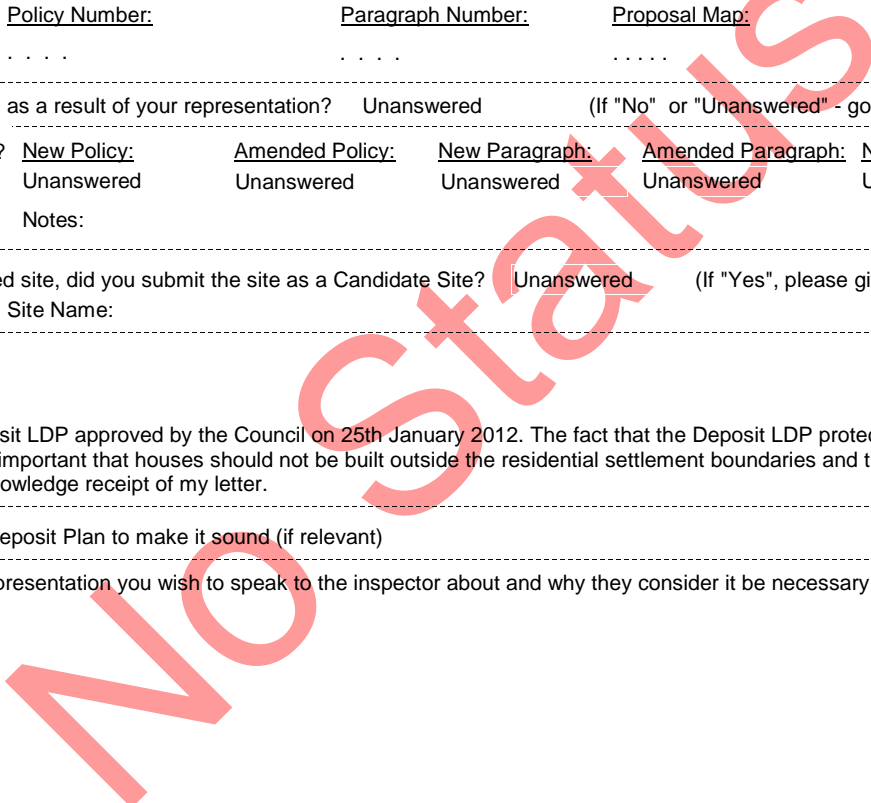 Policy Number: Paragraph Number: Proposal Map:
. . . . . . . . . . . . .
as a result of your representation? Unanswered (If "No" or "Unanswered" - go
? New Policy: Amended Policy: New Paragraph: Amended Paragraph: N
Unanswered Unanswered Unanswered Unanswered U
Notes:
ed site, did you submit the site as a Candidate Site? Unanswered (If "Yes", please gi
Site Name:
sit LDP approved by the Council on 25th January 2012. The fact that the Deposit LDP protec
important that houses should not be built outside the residential settlement boundaries and t
owledge receipt of my letter.
eposit Plan to make it sound (if relevant)
presentation you wish to speak to the inspector about and why they consider it be necessary
No Status